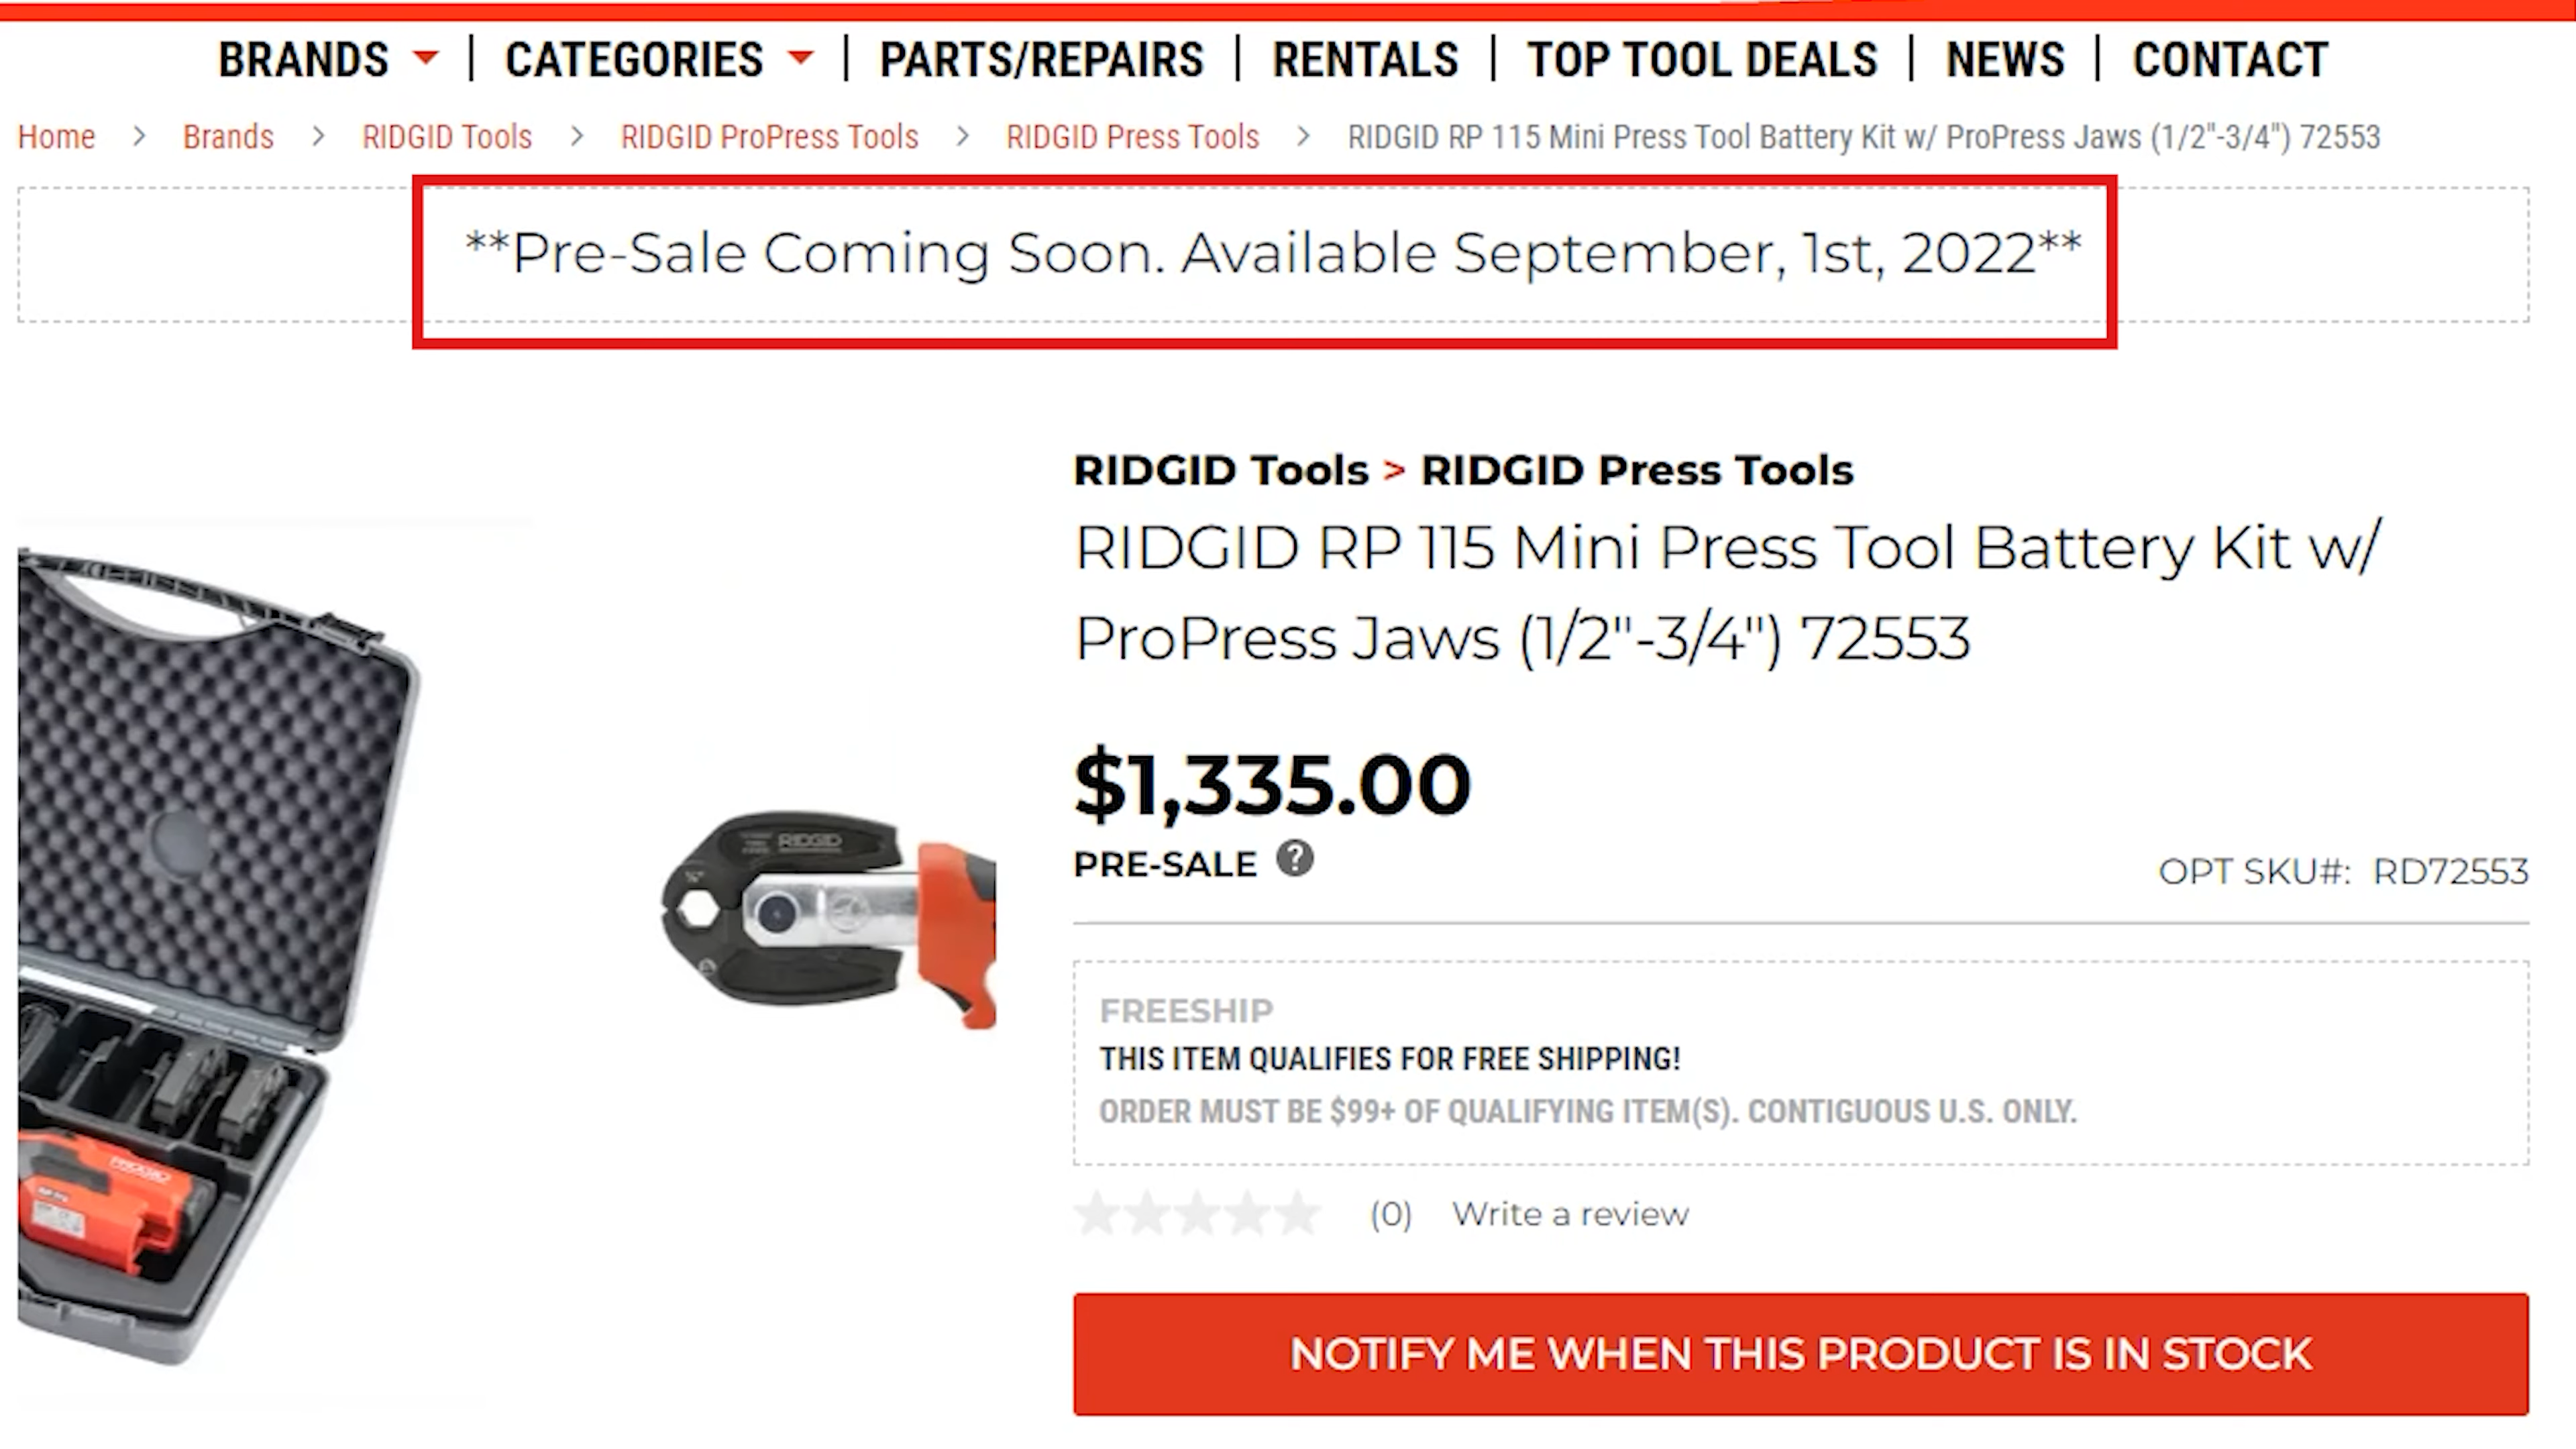 BRANDS | CATEGORIES | PARTS/REPAIRS | RENTALS | TOP TOOL DEALS | NEWS | CONTACT
Home > Brands > RIDGID Tools > RIDGID ProPress Tools > RIDGID Press Tools > RIDGID RP 115 Mini Press Tool Battery Kit w/ ProPress Jaws (1/2"-3/4") 72553
**Pre-Sale Coming Soon. Available September, 1st, 2022**
RIDGID Tools > RIDGID Press Tools
RIDGID RP 115 Mini Press Tool Battery Kit w/
ProPress Jaws (1/2"-3/4") 72553
$1,335.00
PRE-SALE ?
OPT SKU#: RD72553
RIDGID
FREESHIP
THIS ITEM QUALIFIES FOR FREE SHIPPING!
ORDER MUST BE $99+ OF QUALIFYING ITEM(S). CONTIGUOUS U.S. ONLY.
RIDGID
(0) Write a review
NOTIFY ME WHEN THIS PRODUCT IS IN STOCK